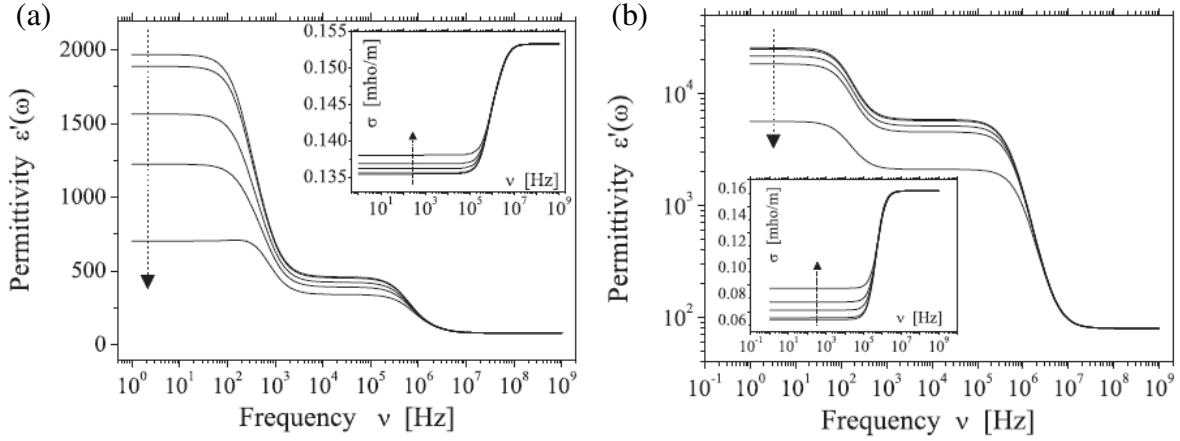 (a)
2000
1500
1000
500
0
Permittivity ε'(ω)
10⁰ 10¹ 10² 10³ 10⁴ 10⁵ 10⁶ 10⁷ 10⁸ 10⁹
Frequency ν [Hz]
0.155
0.150
0.145
0.140
0.135
σ [mho/m]
ν [Hz]
10¹ 10³ 10⁵ 10⁷ 10⁹
(b)
10⁴
10³
10²
Permittivity ε'(ω)
10⁻¹ 10⁰ 10¹ 10² 10³ 10⁴ 10⁵ 10⁶ 10⁷ 10⁸ 10⁹
Frequency ν [Hz]
0.16
0.14
0.12
0.10
0.08
0.06
σ [mho/m]
ν [Hz]
10⁻¹ 10¹ 10³ 10⁵ 10⁷ 10⁹